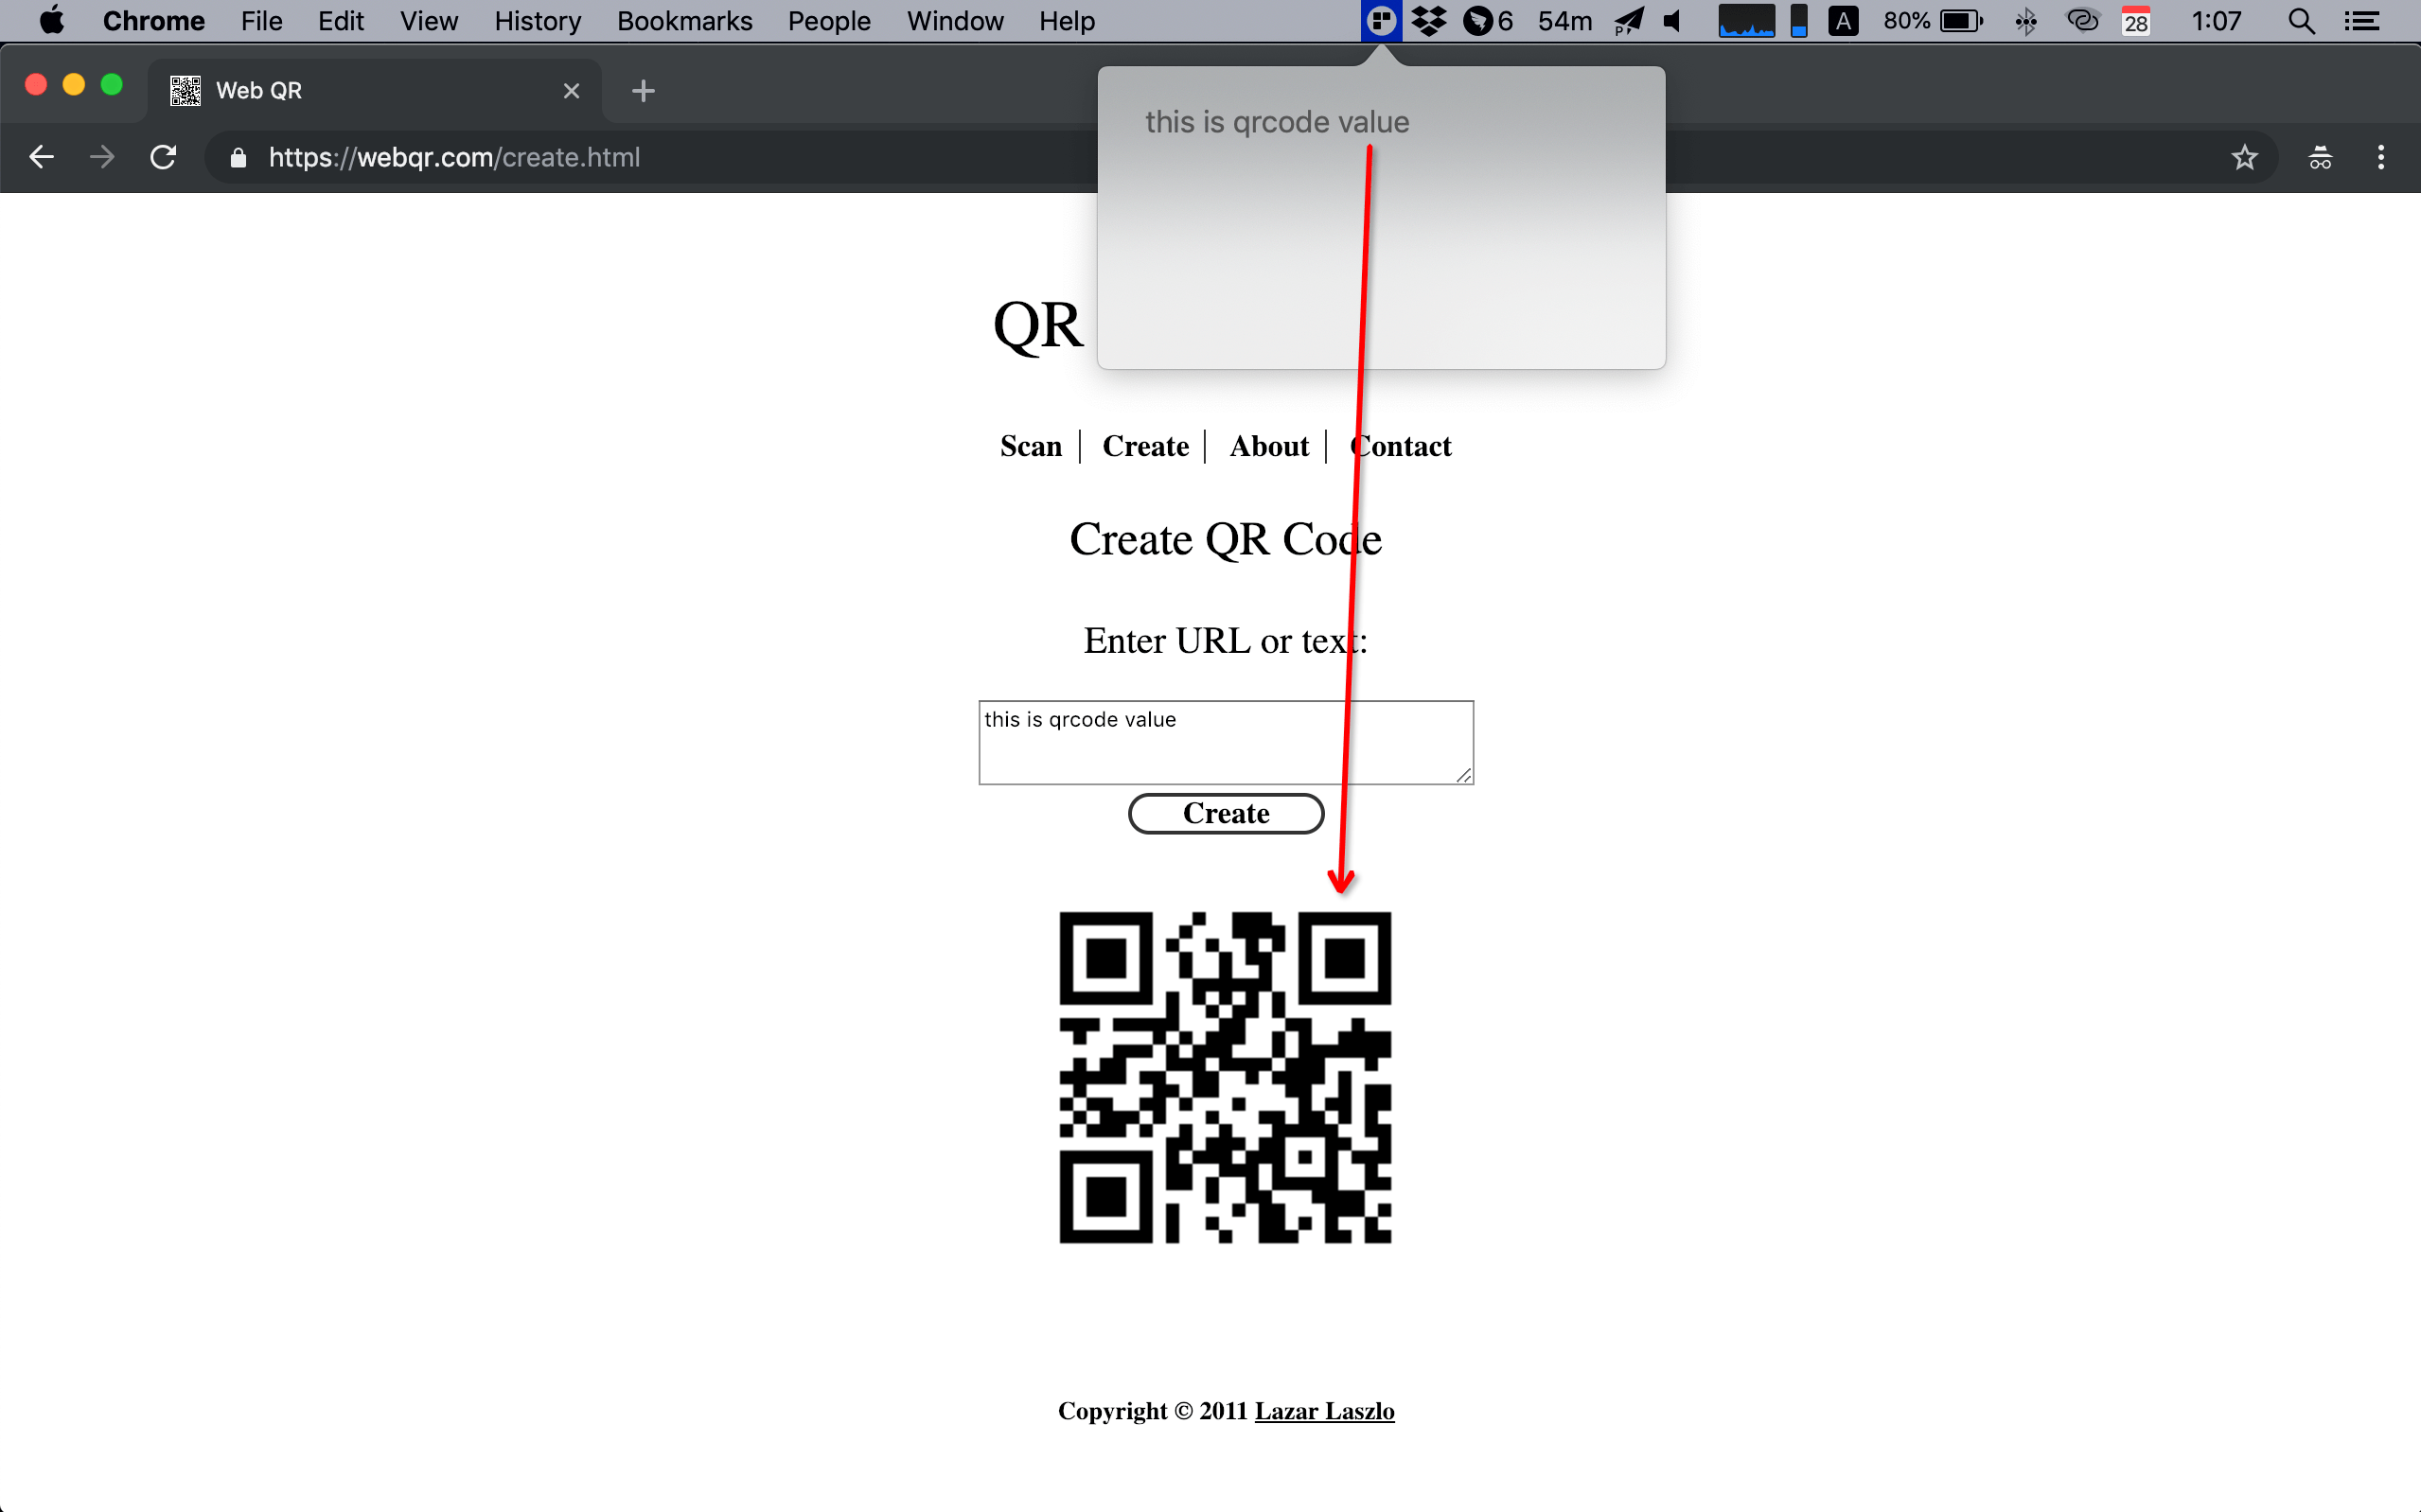 Chrome File Edit View History Bookmarks People Window Help 6 54m P A 80% 28 1:07
Web QR
https://webqr.com/create.html
this is qrcode value
QR
Scan Create About Contact
Create QR Code
Enter URL or text:
this is qrcode value
Create
Copyright © 2011 Lazar Laszlo